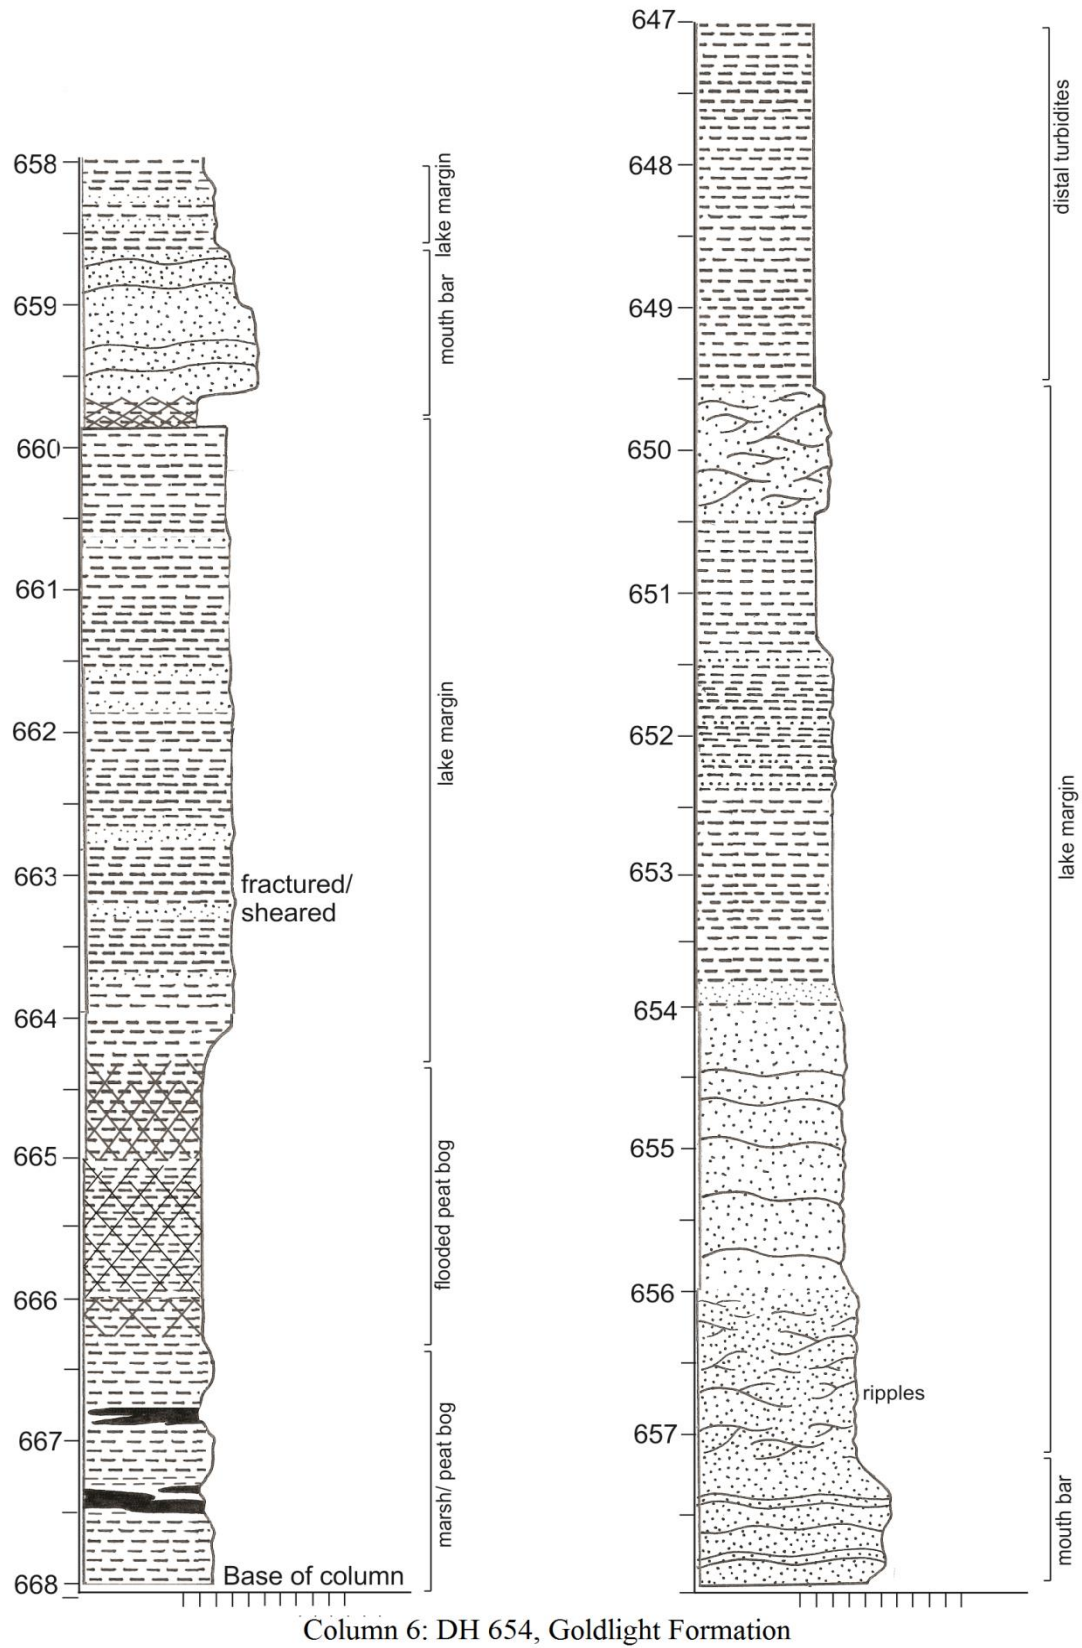 658
659
660
661
662
663
664
665
666
667
668
lake margin
mouth bar
lake margin
fractured/
sheared
flooded peat bog
marsh/ peat bog
Base of column
647
648
649
650
651
652
653
654
655
656
657
distal turbidites
lake margin
ripples
mouth bar
Column 6: DH 654, Goldlight Formation